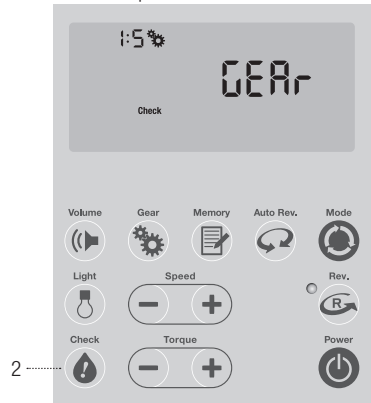 1:5
GEAr
Check
Volume Gear Memory Auto Rev. Mode
Light Speed Rev.
R
Check Torque Power
2